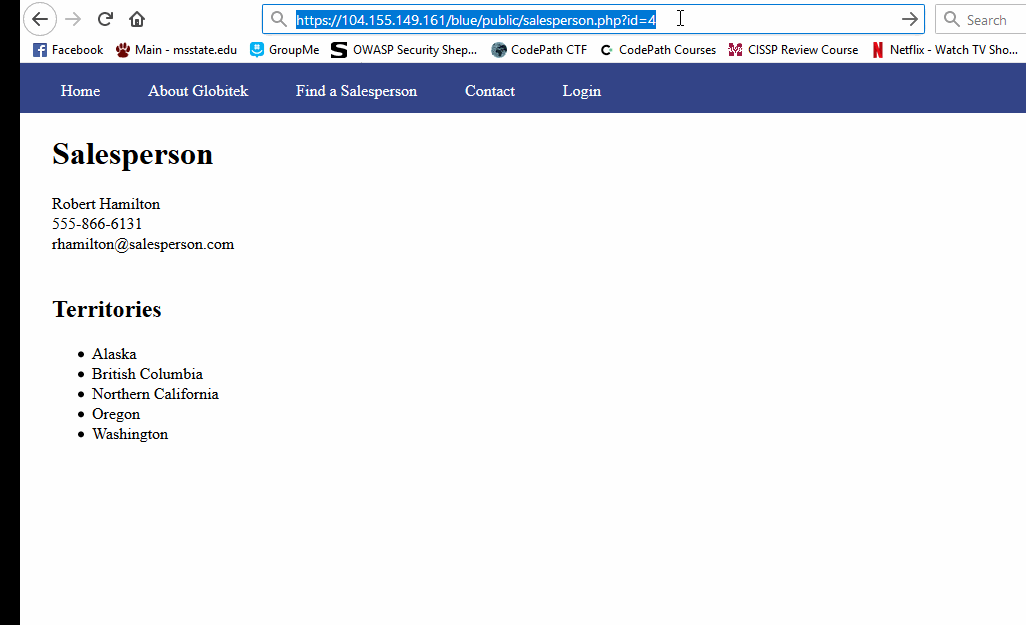 https://104.155.149.161/blue/public/salesperson.php?id=4 Search
Facebook Main - msstate.edu GroupMe OWASP Security Shep... CodePath CTF CodePath Courses CISSP Review Course Netflix - Watch TV Sho...
Home About Globitek Find a Salesperson Contact Login
Salesperson
Robert Hamilton
555-866-6131
rhamilton@salesperson.com
Territories
• Alaska
• British Columbia
• Northern California
• Oregon
• Washington